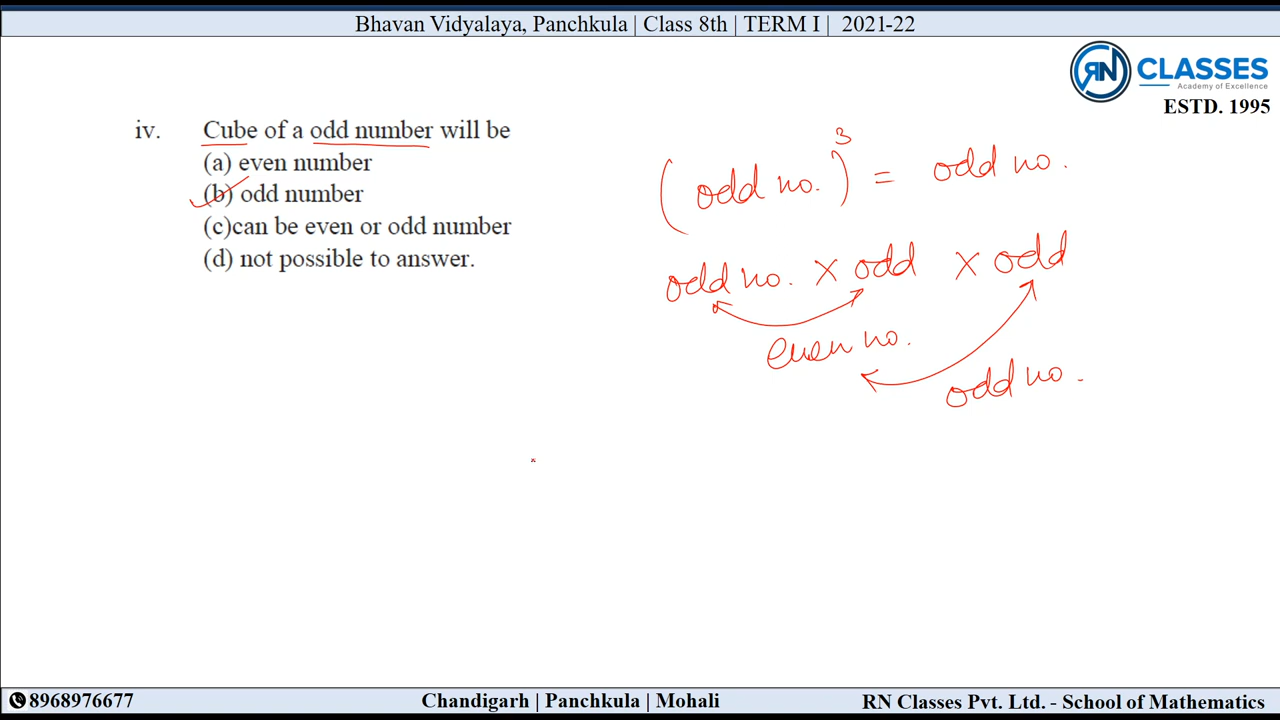 Bhavan Vidyalaya, Panchkula | Class 8th | TERM I | 2021-22
RN CLASSES
Academy of Excellence
ESTD. 1995
iv. Cube of a odd number will be
(a) even number
(b) odd number
(c)can be even or odd number
(d) not possible to answer.
(odd no.)³ = odd no.
odd no. × odd × odd
even no.
odd no.
8968976677
Chandigarh | Panchkula | Mohali
RN Classes Pvt. Ltd. - School of Mathematics